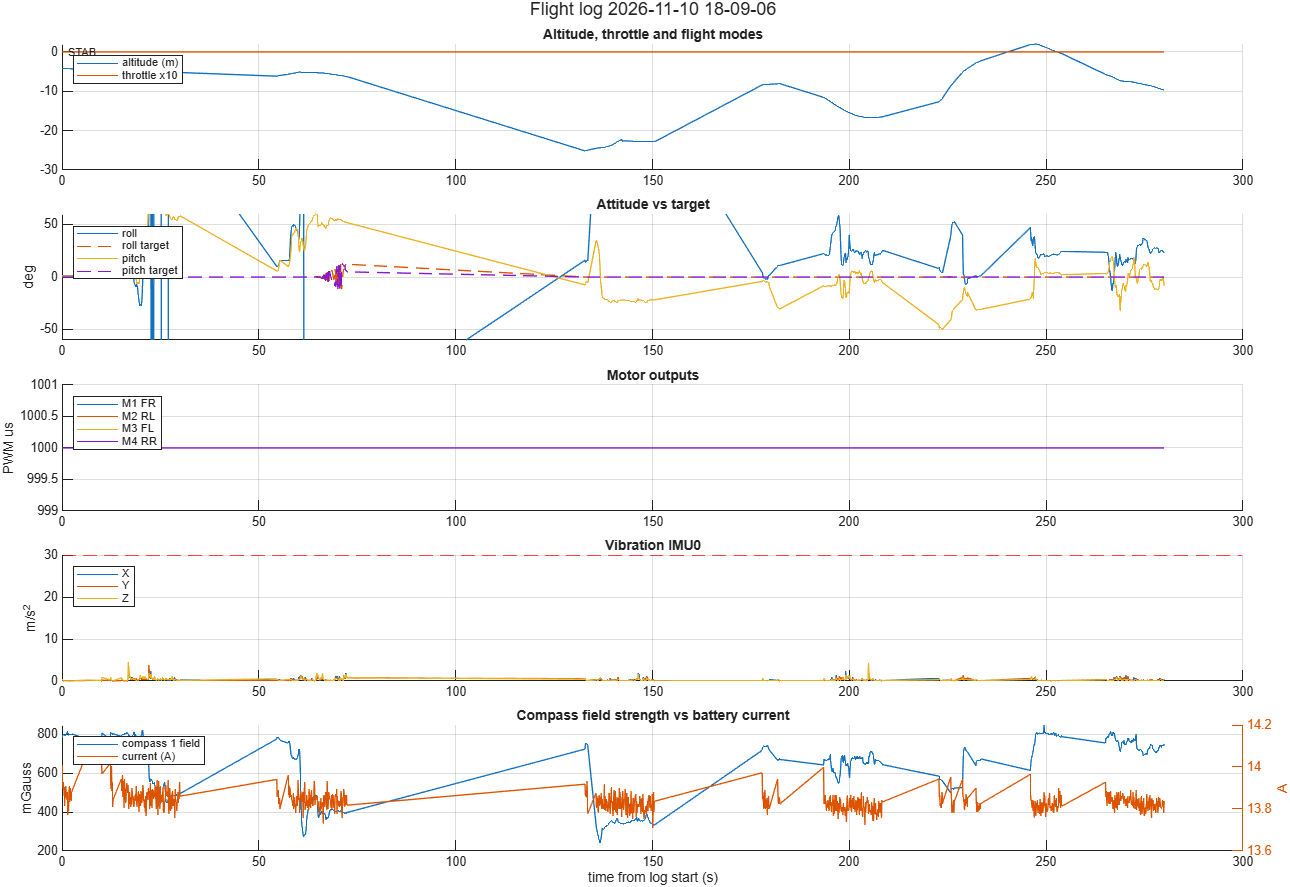 Flight log 2026-11-10 18-09-06
Altitude, throttle and flight modes
0
-10
-20
-30
STAB
altitude (m)
throttle x10
0 50 100 150 200 250 300
Attitude vs target
deg
50
0
-50
roll
roll target
pitch
pitch target
0 50 100 150 200 250 300
Motor outputs
PWM us
1001
1000.5
1000
999.5
999
M1 FR
M2 RL
M3 FL
M4 RR
0 50 100 150 200 250 300
Vibration IMU0
m/s²
30
20
10
0
X
Y
Z
0 50 100 150 200 250 300
Compass field strength vs battery current
mGauss
800
600
400
200
compass 1 field
current (A)
14.2
14
13.8
13.6
A
0 50 100 150 200 250 300
time from log start (s)